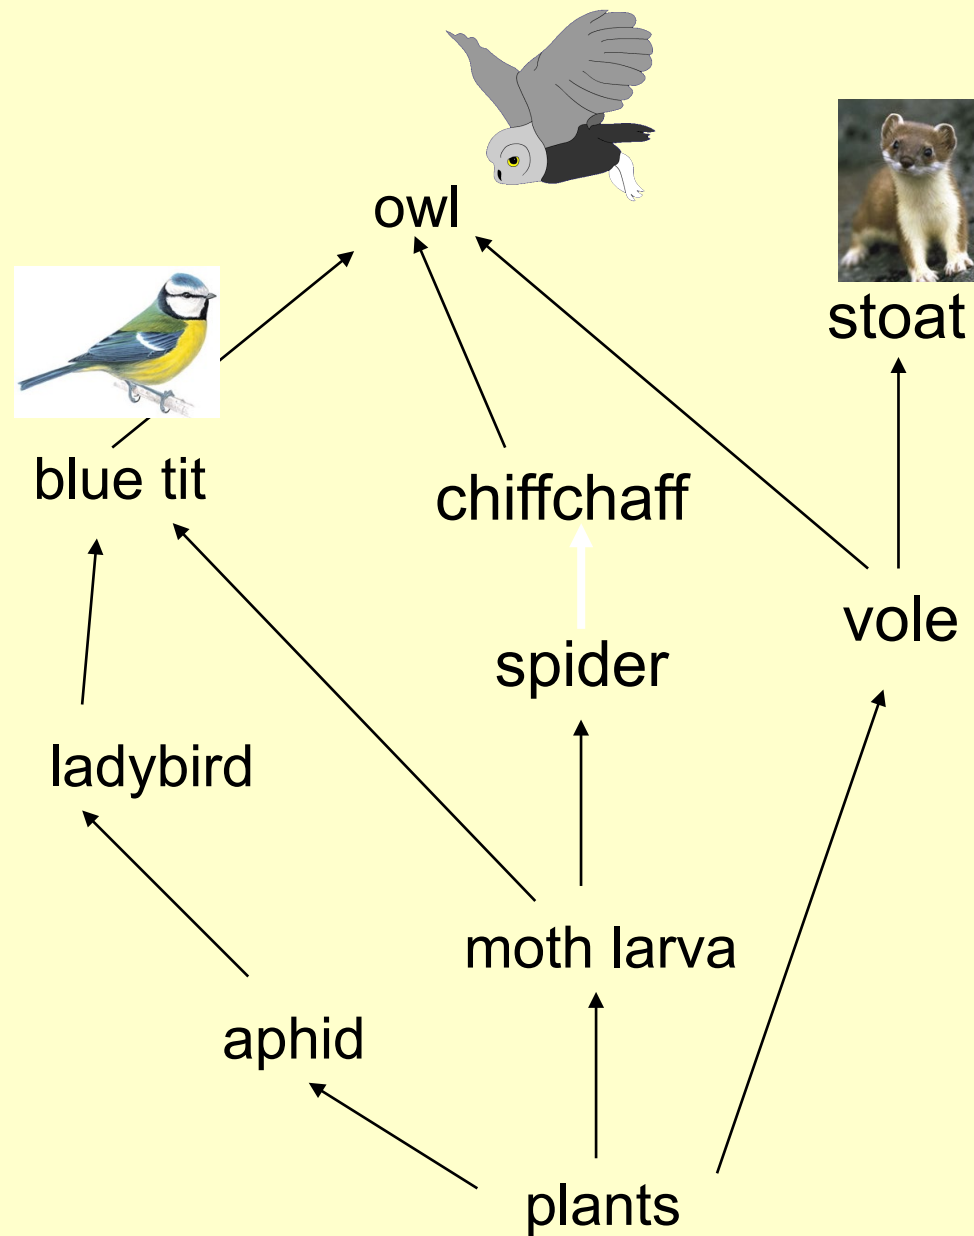 owl
stoat
blue tit
chiffchaff
vole
spider
ladybird
moth larva
aphid
plants